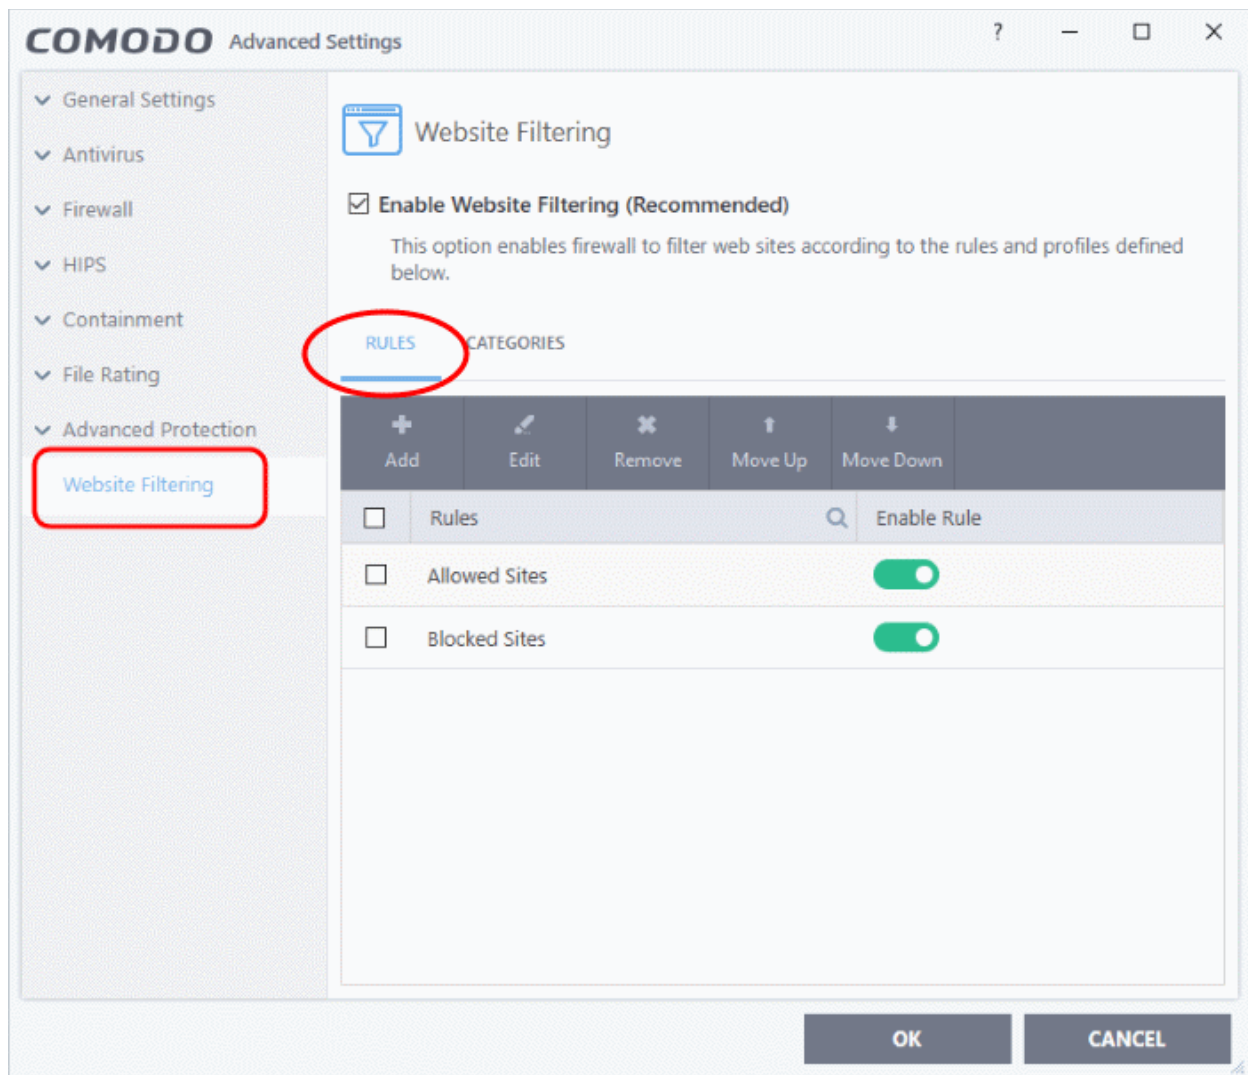 COMODO Advanced Settings ?
General Settings
Antivirus
Firewall
HIPS
Containment
File Rating
Advanced Protection
Website Filtering
Website Filtering
Enable Website Filtering (Recommended)
This option enables firewall to filter web sites according to the rules and profiles defined
below.
RULES CATEGORIES
Add Edit Remove Move Up Move Down
Rules Enable Rule
Allowed Sites
Blocked Sites
OK CANCEL